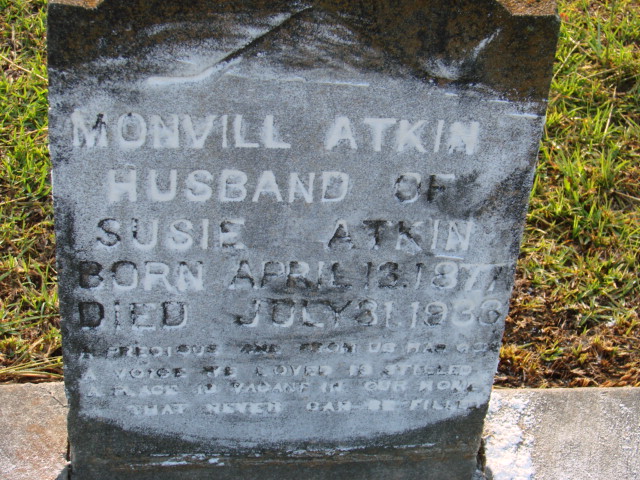 MONVILL ATKIN
HUSBAND OF
SUSIE ATKIN
BORN APRIL 13, 1877
DIED JULY 31, 1936
A PRECIOUS ONE FROM US HAS GONE
A VOICE WE LOVED IS STILLED
A PLACE IS VACANT IN OUR HOME
THAT NEVER CAN BE FILLED